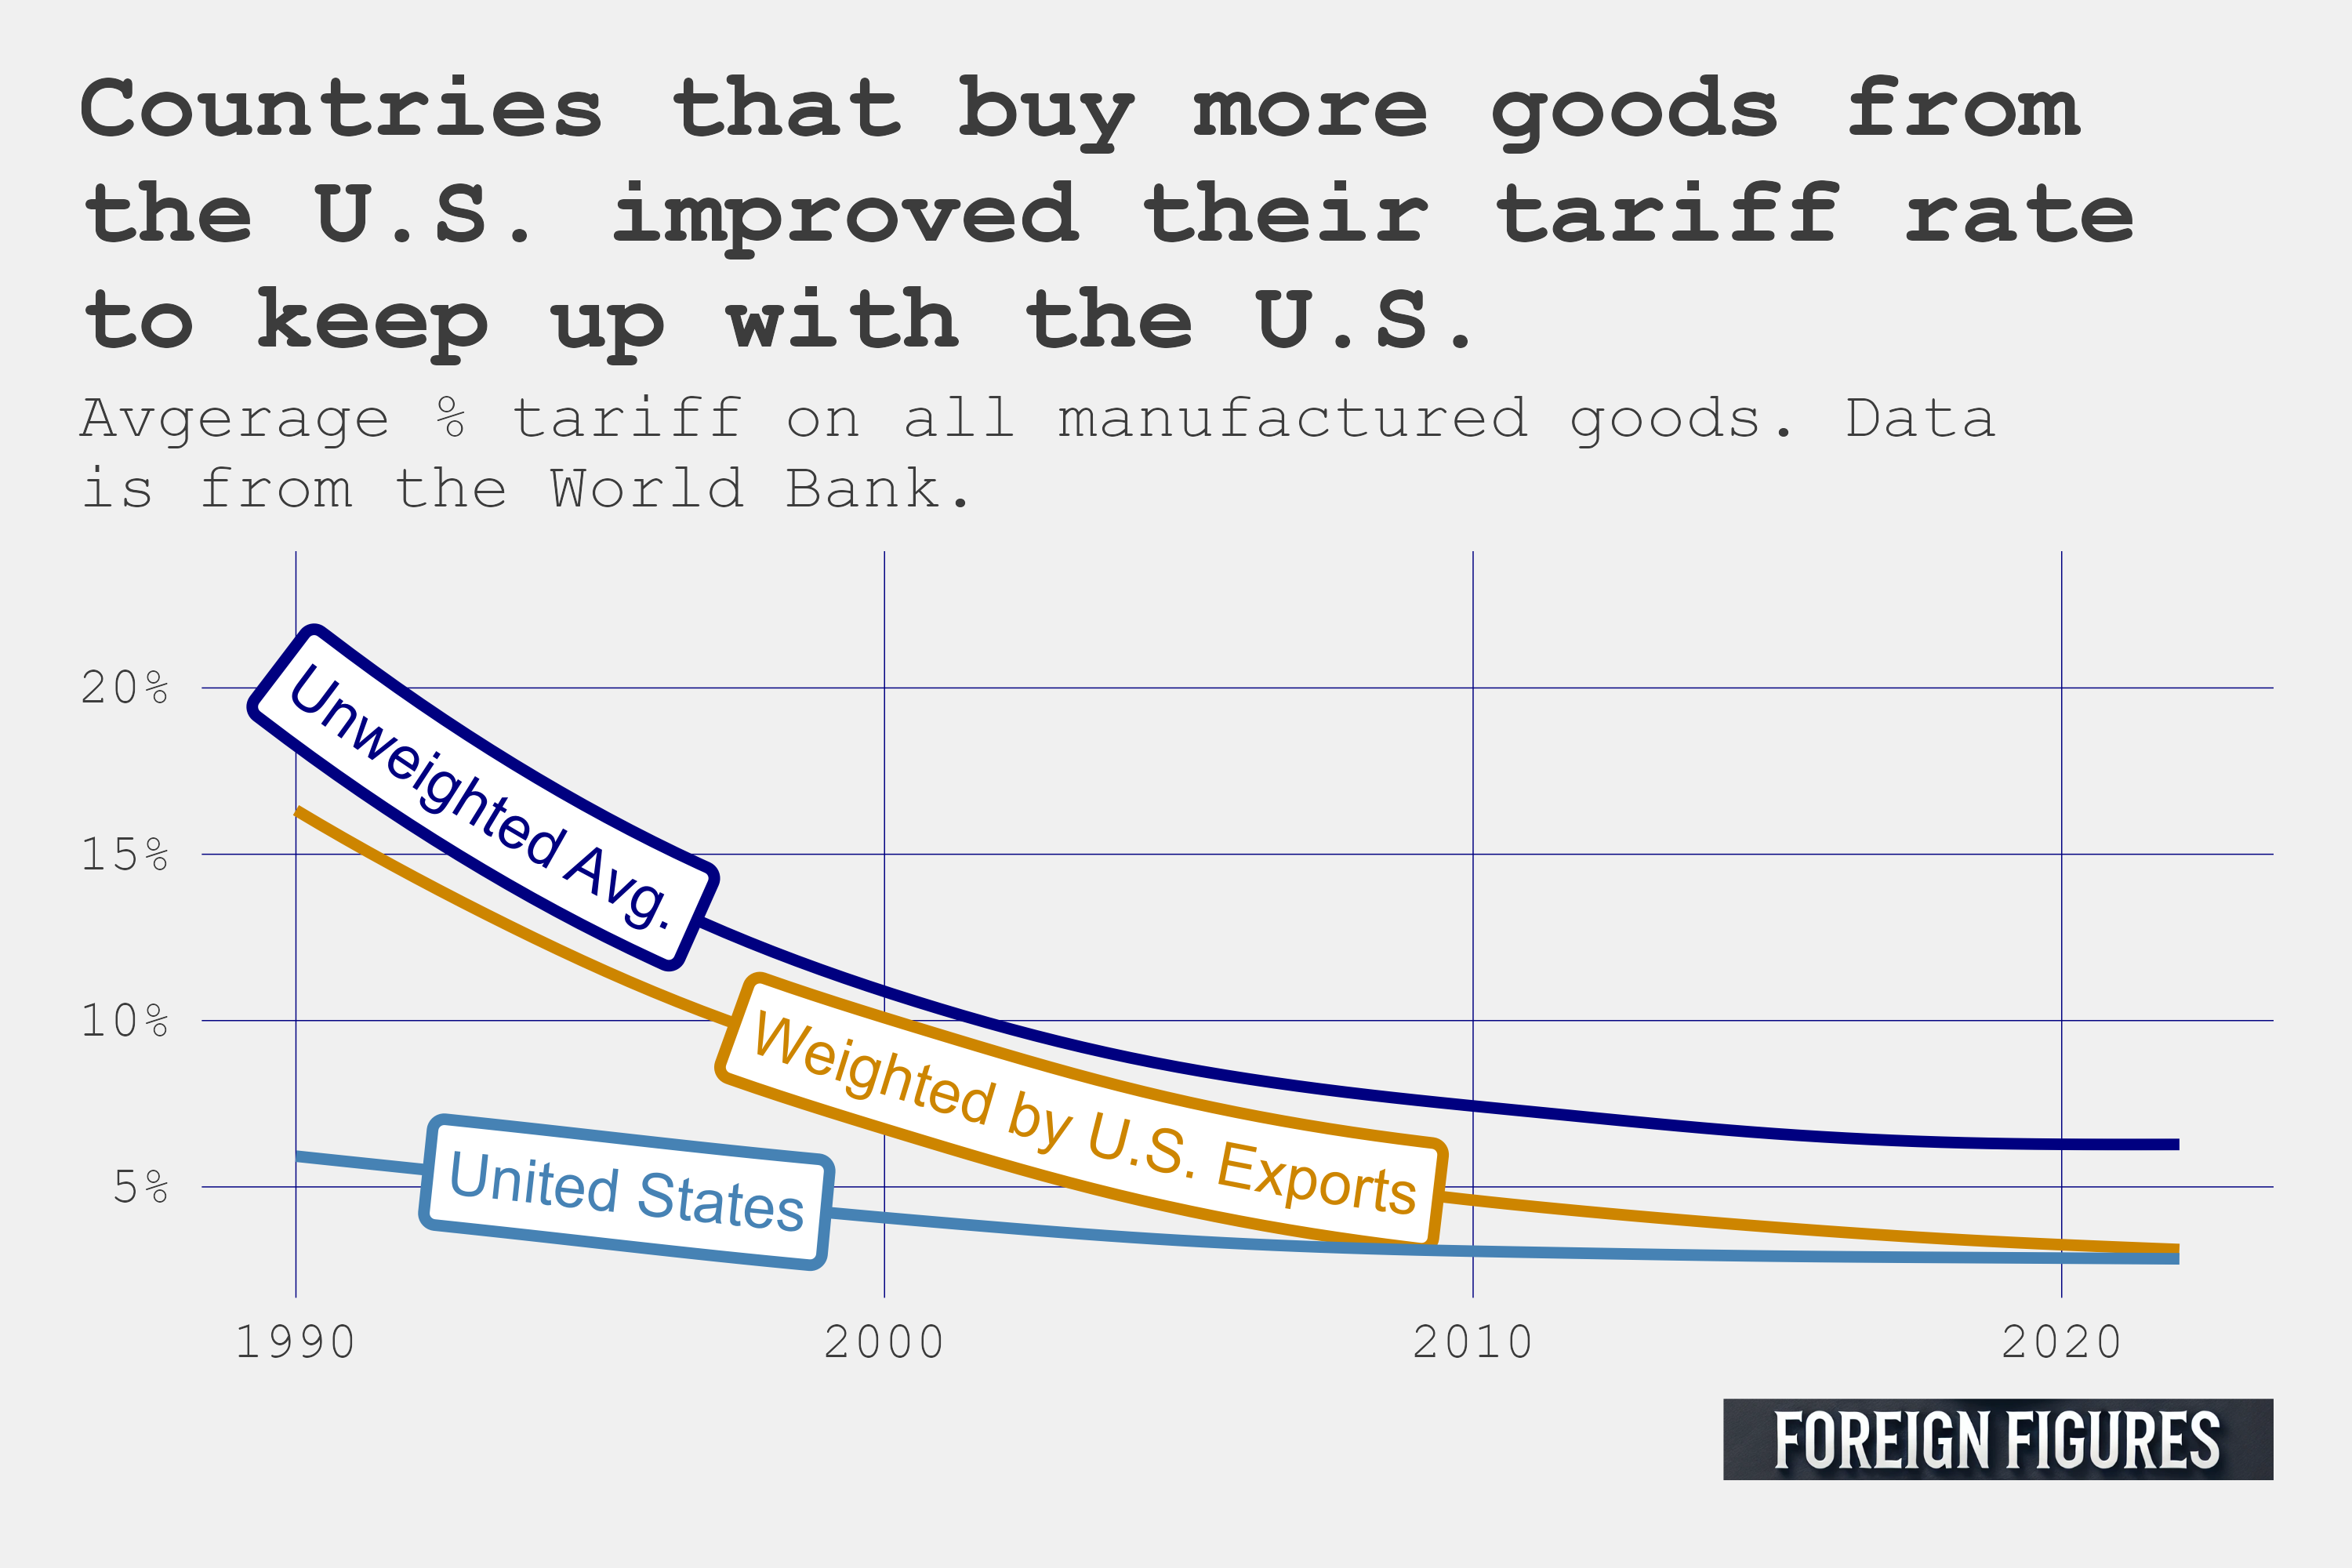 Countries that buy more goods from
the U.S. improved their tariff rate
to keep up with the U.S.
Avgerage % tariff on all manufactured goods. Data
is from the World Bank.
20%
Unweighted Avg.
15%
10%
Weighted by U.S. Exports
5%
United States
1990
2000
2010
2020
FOREIGN FIGURES